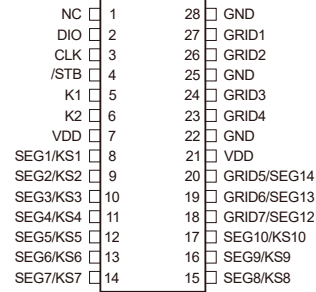 NC 1 28 GND
DIO 2 27 GRID1
CLK 3 26 GRID2
/STB 4 25 GND
K1 5 24 GRID3
K2 6 23 GRID4
VDD 7 22 GND
SEG1/KS1 8 21 VDD
SEG2/KS2 9 20 GRID5/SEG14
SEG3/KS3 10 19 GRID6/SEG13
SEG4/KS4 11 18 GRID7/SEG12
SEG5/KS5 12 17 SEG10/KS10
SEG6/KS6 13 16 SEG9/KS9
SEG7/KS7 14 15 SEG8/KS8